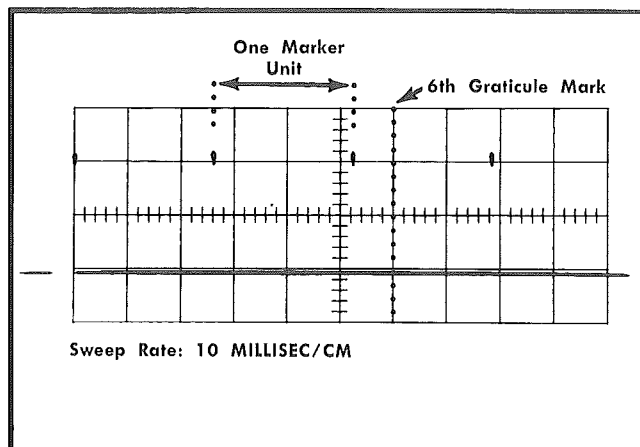 One Marker
Unit
6th Graticule Mark
Sweep Rate: 10 MILLISEC/CM